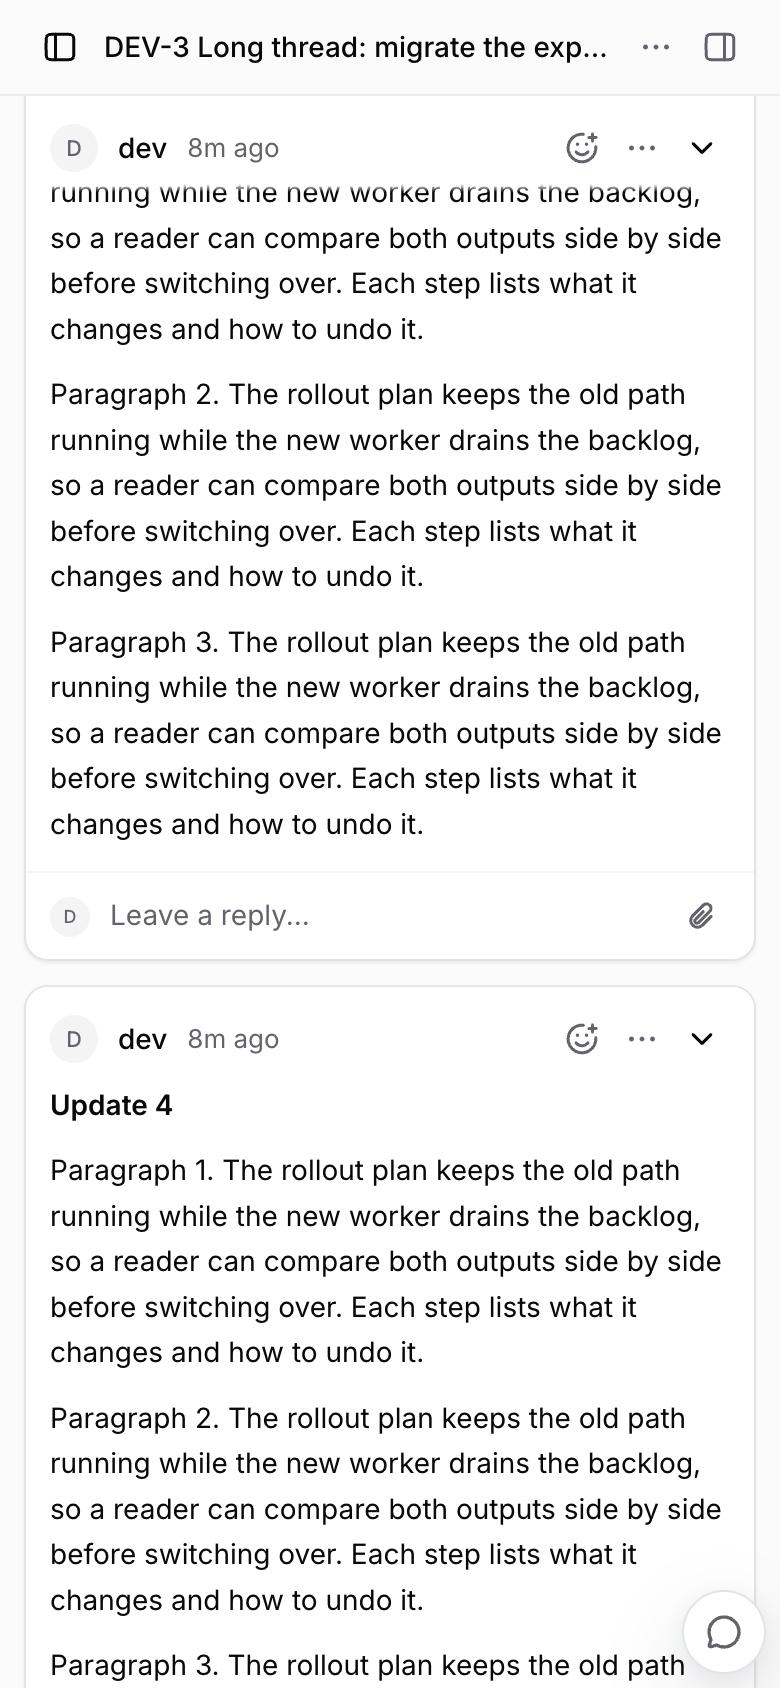 DEV-3 Long thread: migrate the exp...
D dev 8m ago
running while the new worker drains the backlog,
so a reader can compare both outputs side by side
before switching over. Each step lists what it
changes and how to undo it.
Paragraph 2. The rollout plan keeps the old path
running while the new worker drains the backlog,
so a reader can compare both outputs side by side
before switching over. Each step lists what it
changes and how to undo it.
Paragraph 3. The rollout plan keeps the old path
running while the new worker drains the backlog,
so a reader can compare both outputs side by side
before switching over. Each step lists what it
changes and how to undo it.
D Leave a reply...
D dev 8m ago
Update 4
Paragraph 1. The rollout plan keeps the old path
running while the new worker drains the backlog,
so a reader can compare both outputs side by side
before switching over. Each step lists what it
changes and how to undo it.
Paragraph 2. The rollout plan keeps the old path
running while the new worker drains the backlog,
so a reader can compare both outputs side by side
before switching over. Each step lists what it
changes and how to undo it.
Paragraph 3. The rollout plan keeps the old path